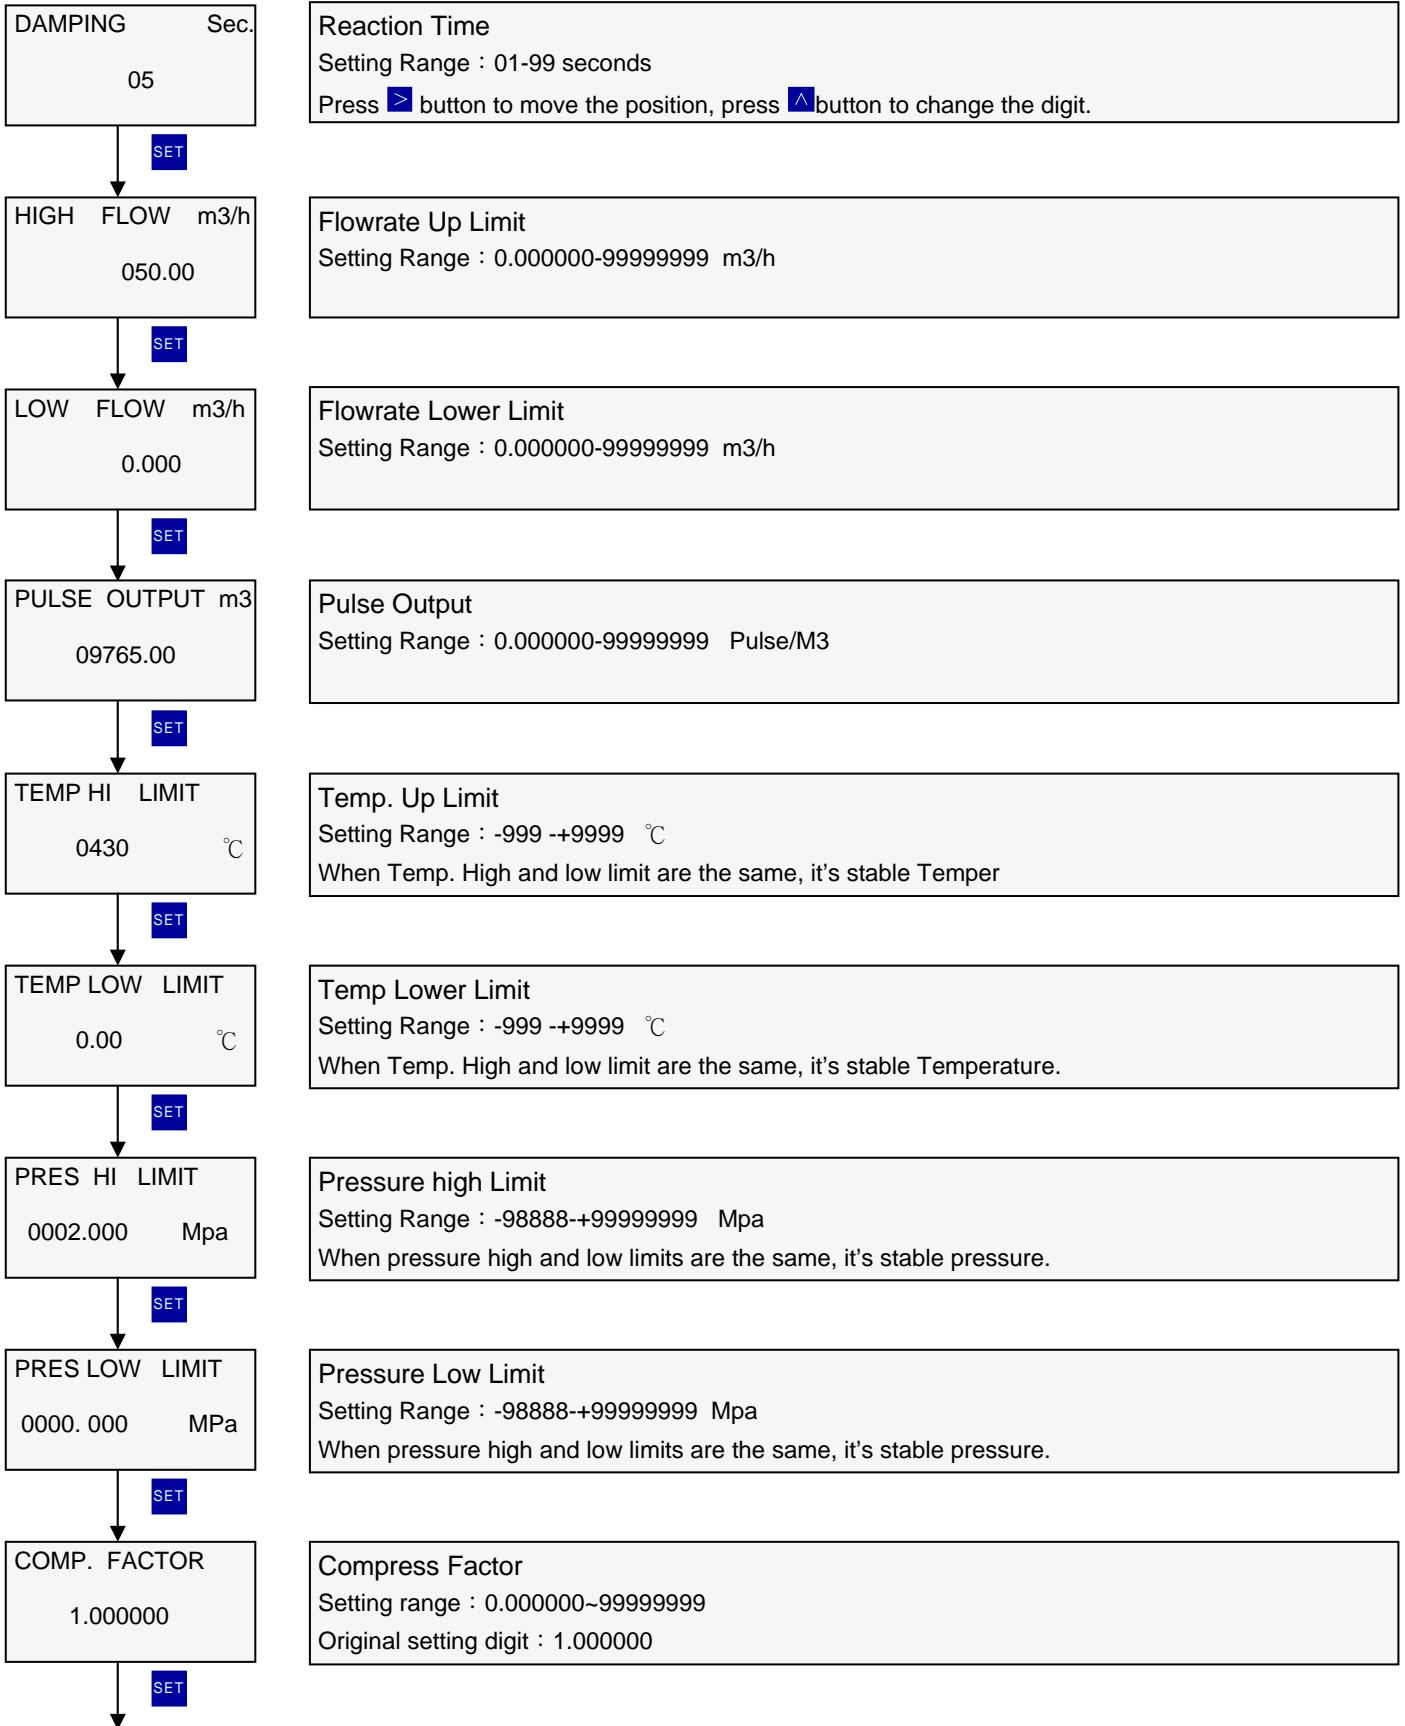 DAMPING Sec.
05
Reaction Time
Setting Range：01-99 seconds
Press > button to move the position, press ^ button to change the digit.
SET
HIGH FLOW m3/h
050.00
Flowrate Up Limit
Setting Range：0.000000-99999999 m3/h
SET
LOW FLOW m3/h
0.000
Flowrate Lower Limit
Setting Range：0.000000-99999999 m3/h
SET
PULSE OUTPUT m3
09765.00
Pulse Output
Setting Range：0.000000-99999999 Pulse/M3
SET
TEMP HI LIMIT
0430 ℃
Temp. Up Limit
Setting Range：-999 -+9999 ℃
When Temp. High and low limit are the same, it's stable Temper
SET
TEMP LOW LIMIT
0.00 ℃
Temp Lower Limit
Setting Range：-999 -+9999 ℃
When Temp. High and low limit are the same, it's stable Temperature.
SET
PRES HI LIMIT
0002.000 Mpa
Pressure high Limit
Setting Range：-98888-+99999999 Mpa
When pressure high and low limits are the same, it's stable pressure.
SET
PRES LOW LIMIT
0000. 000 MPa
Pressure Low Limit
Setting Range：-98888-+99999999 Mpa
When pressure high and low limits are the same, it's stable pressure.
SET
COMP. FACTOR
1.000000
Compress Factor
Setting range：0.000000~99999999
Original setting digit：1.000000
SET